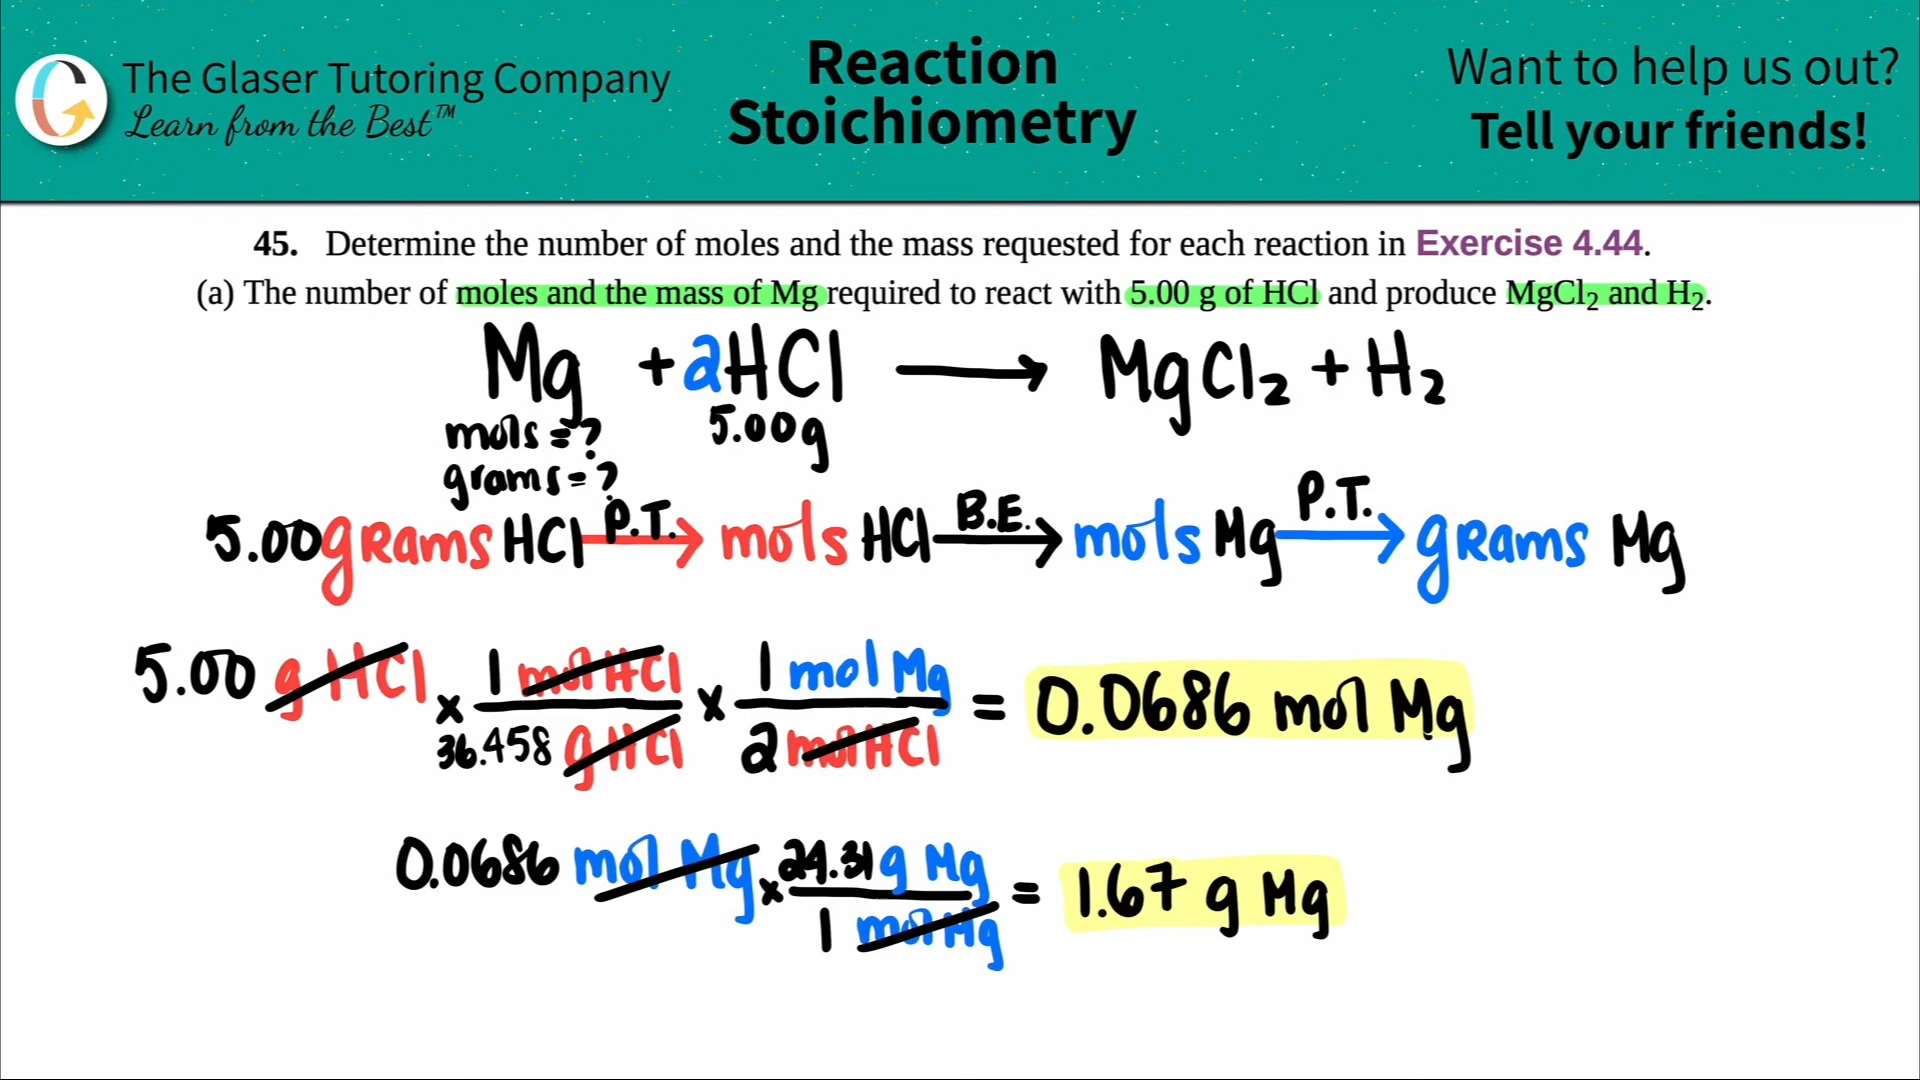 The Glaser Tutoring Company
Learn from the Best™
Reaction
Stoichiometry
Want to help us out?
Tell your friends!
45. Determine the number of moles and the mass requested for each reaction in Exercise 4.44.
(a) The number of moles and the mass of Mg required to react with 5.00 g of HCl and produce MgCl₂ and H₂.
Mg + 2HCl → MgCl₂ + H₂
mols = ? 5.00g
grams = ?
5.00 grams HCl P.T. → mols HCl B.E. → mols Mg P.T. → grams Mg
5.00 g HCl × 1 mol HCl / 36.458 g HCl × 1 mol Mg / 2 mol HCl = 0.0686 mol Mg
0.0686 mol Mg × 24.31 g Mg / 1 mol Mg = 1.67 g Mg